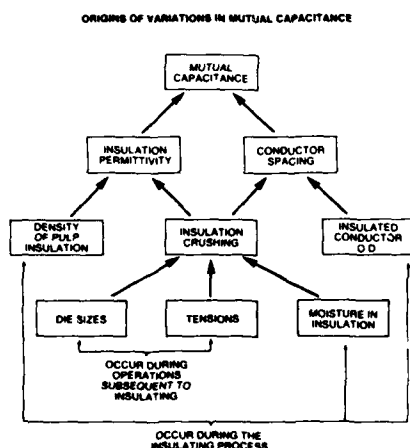 ORIGINS OF VARIATIONS IN MUTUAL CAPACITANCE
MUTUAL
CAPACITANCE
INSULATION
PERMITTIVITY
CONDUCTOR
SPACING
DENSITY
OF PULP
INSULATION
INSULATION
CRUSHING
INSULATED
CONDUCTOR
O D
DIE SIZES
TENSIONS
MOISTURE IN
INSULATION
OCCUR DURING
OPERATIONS
SUBSEQUENT TO
INSULATING
OCCUR DURING THE
INSULATING PROCESS